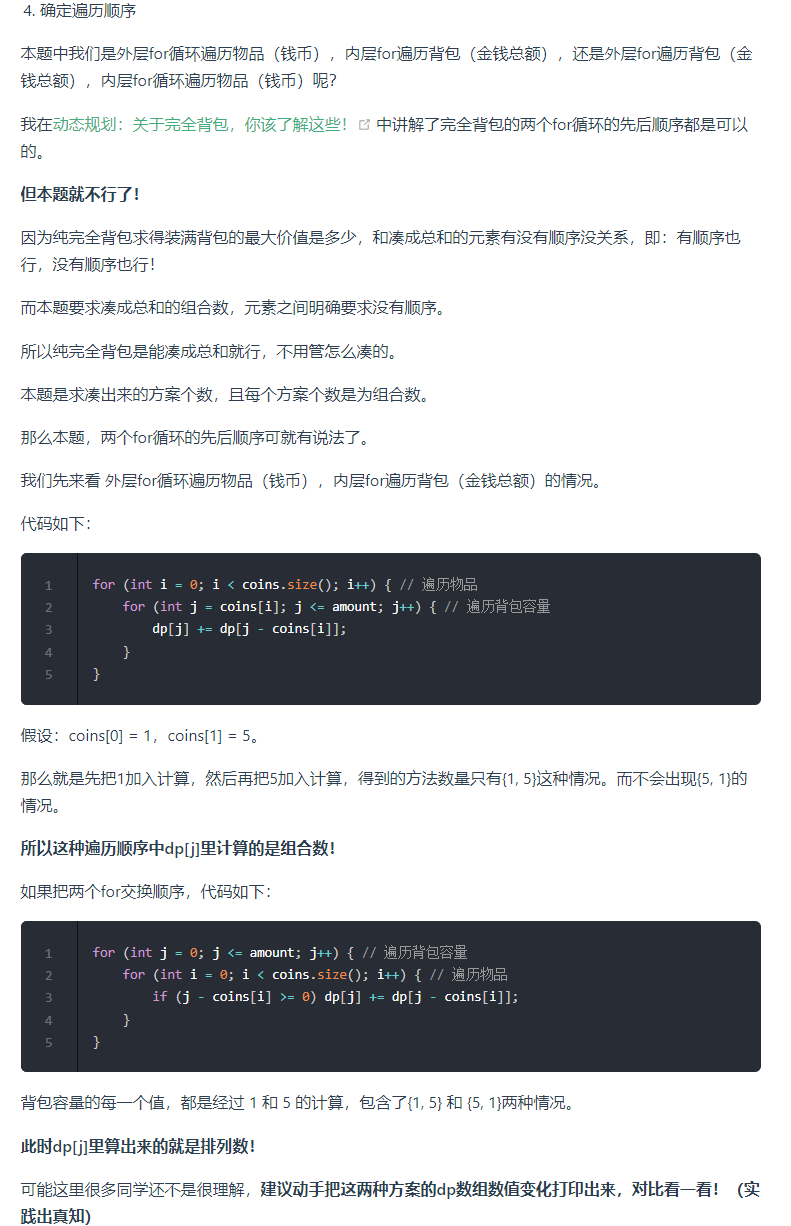 4. 确定遍历顺序
本题中我们是外层for循环遍历物品（钱币），内层for遍历背包（金钱总额），还是外层for遍历背包（金
钱总额），内层for循环遍历物品（钱币）呢？
我在动态规划：关于完全背包，你该了解这些！ 中讲解了完全背包的两个for循环的先后顺序都是可以
的。
但本题就不行了！
因为纯完全背包求得装满背包的最大价值是多少，和凑成总和的元素有没有顺序没关系，即：有顺序也
行，没有顺序也行！
而本题要求凑成总和的组合数，元素之间明确要求没有顺序。
所以纯完全背包是能凑成总和就行，不用管怎么凑的。
本题是求凑出来的方案个数，且每个方案个数是为组合数。
那么本题，两个for循环的先后顺序可就有说法了。
我们先来看 外层for循环遍历物品（钱币），内层for遍历背包（金钱总额）的情况。
代码如下：
1 for (int i = 0; i < coins.size(); i++) { // 遍历物品
2     for (int j = coins[i]; j <= amount; j++) { // 遍历背包容量
3         dp[j] += dp[j - coins[i]];
4     }
5 }
假设：coins[0] = 1，coins[1] = 5。
那么就是先把1加入计算，然后再把5加入计算，得到的方法数量只有{1, 5}这种情况。而不会出现{5, 1}的
情况。
所以这种遍历顺序中dp[j]里计算的是组合数！
如果把两个for交换顺序，代码如下：
1 for (int j = 0; j <= amount; j++) { // 遍历背包容量
2     for (int i = 0; i < coins.size(); i++) { // 遍历物品
3         if (j - coins[i] >= 0) dp[j] += dp[j - coins[i]];
4     }
5 }
背包容量的每一个值，都是经过 1 和 5 的计算，包含了{1, 5} 和 {5, 1}两种情况。
此时dp[j]里算出来的就是排列数！
可能这里很多同学还不是很理解，建议动手把这两种方案的dp数组数值变化打印出来，对比看一看！（实
践出真知）